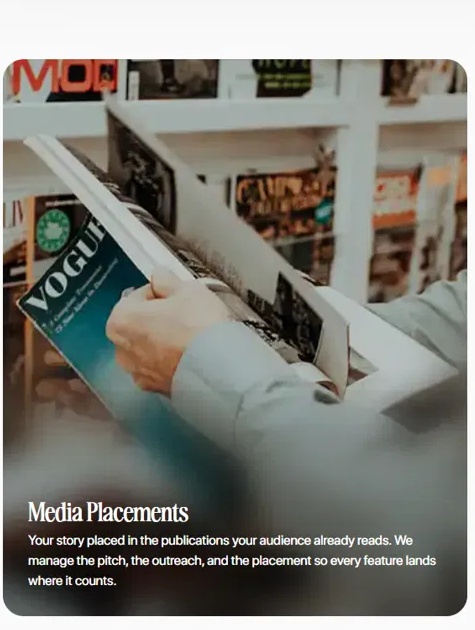 VOGUE
Media Placements
Your story placed in the publications your audience already reads. We
manage the pitch, the outreach, and the placement so every feature lands
where it counts.